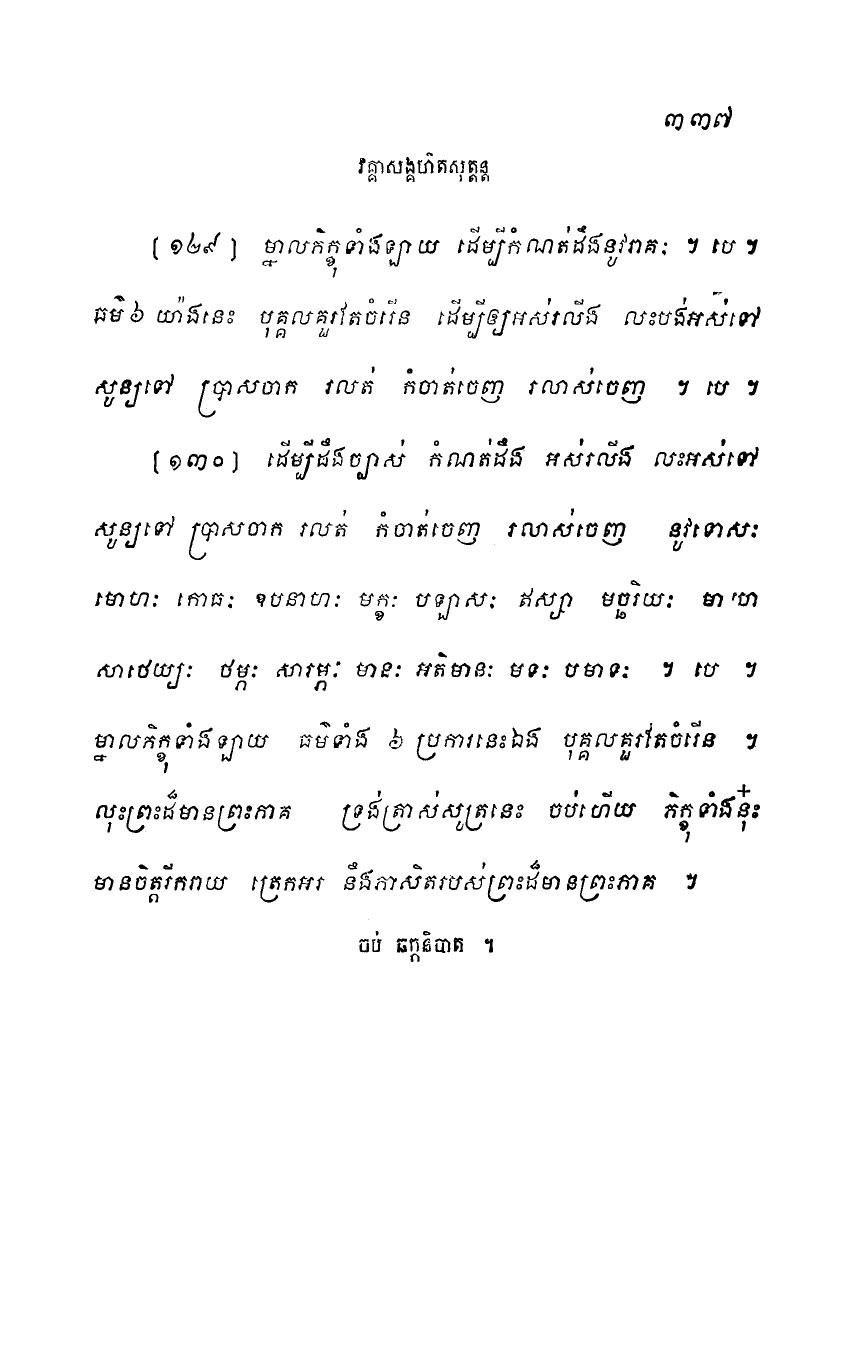 ៣៣៧
វគ្គាសង្គហិតសុត្តន្ត
[១២៩] ម្នាលភិក្ខុទាំងឡាយ ដើម្បីកំណត់ដឹងនូវរាគៈ ។ បេ ។
ធម៌ ៦ យ៉ាងនេះ បុគ្គលគួរតែចំរើន ដើម្បីឲ្យអស់រលីង លះបង់អស់ទៅ
សូន្យទៅ ប្រាសចាក រលត់ កំចាត់ចេញ រលាស់ចេញ ។ បេ ។
[១៣០] ដើម្បីដឹងច្បាស់ កំណត់ដឹង អស់រលីង លះអស់ទៅ
សូន្យទៅ ប្រាសចាក រលត់ កំចាត់ចេញ រលាស់ចេញ នូវទោសៈ
មោហៈ កោធៈ ឧបនាហៈ មក្ខៈ បឡាសៈ ឥស្សា មច្ឆរិយៈ មាយា
សាថេយ្យៈ ថម្ភៈ សារម្ភៈ មានៈ អតិមានៈ មទៈ បមាទៈ ។ បេ ។
ម្នាលភិក្ខុទាំងឡាយ ធម៌ទាំង ៦ ប្រការនេះឯង បុគ្គលគួរតែចំរើន ។
លុះព្រះដ៏មានព្រះភាគ ទ្រង់ត្រាស់សូត្រនេះ ចប់ហើយ ភិក្ខុទាំងនុ៎ះ
មានចិត្តរីករាយ ត្រេកអរ នឹងភាសិតរបស់ព្រះដ៏មានព្រះភាគ ។
ចប់ ឆក្កនិបាត ។